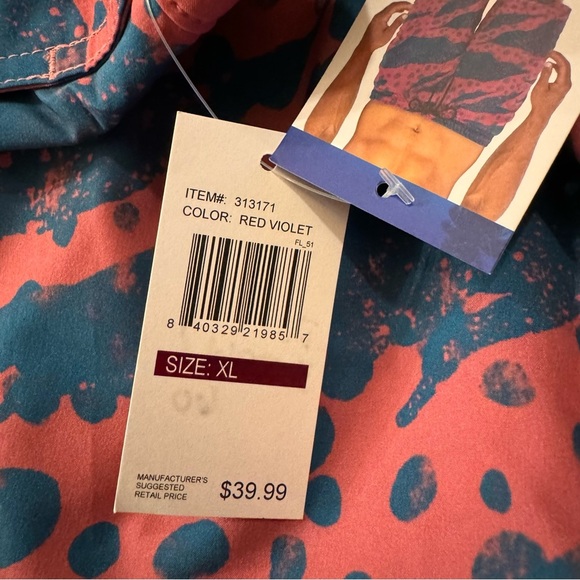 ITEM#: 313171
COLOR: RED VIOLET
FL_51
8 40329 21985 7
SIZE: XL
MANUFACTURER'S
SUGGESTED
RETAIL PRICE
$39.99